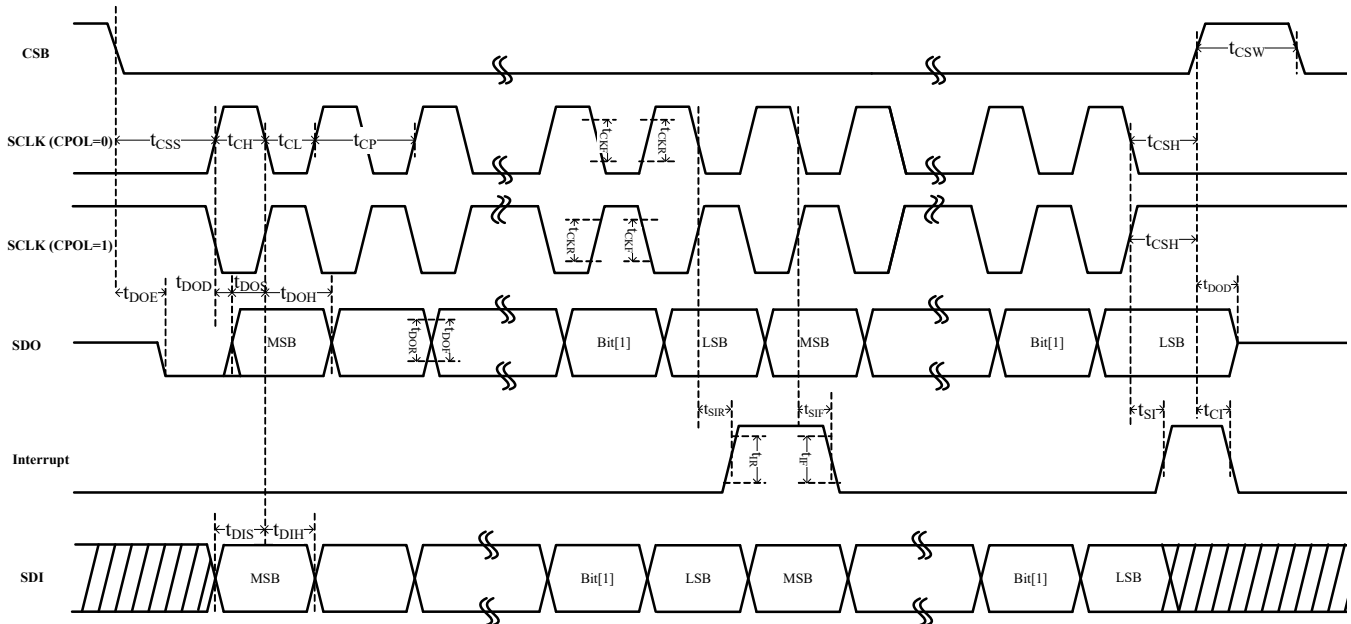 CSB
tCSW
SCLK (CPOL=0)
tCSS
tCH
tCL
tCP
tCKF
tCKR
tCSH
SCLK (CPOL=1)
tCKR
tCKF
tCSH
tDOE
tDOD
tDOS
tDOH
tDOD
SDO
MSB
tDOR
tDOF
Bit[1]
LSB
MSB
Bit[1]
LSB
tSIR
tSIF
tSI
tCI
Interrupt
tIR
tIF
tDIS
tDIH
SDI
MSB
Bit[1]
LSB
MSB
Bit[1]
LSB